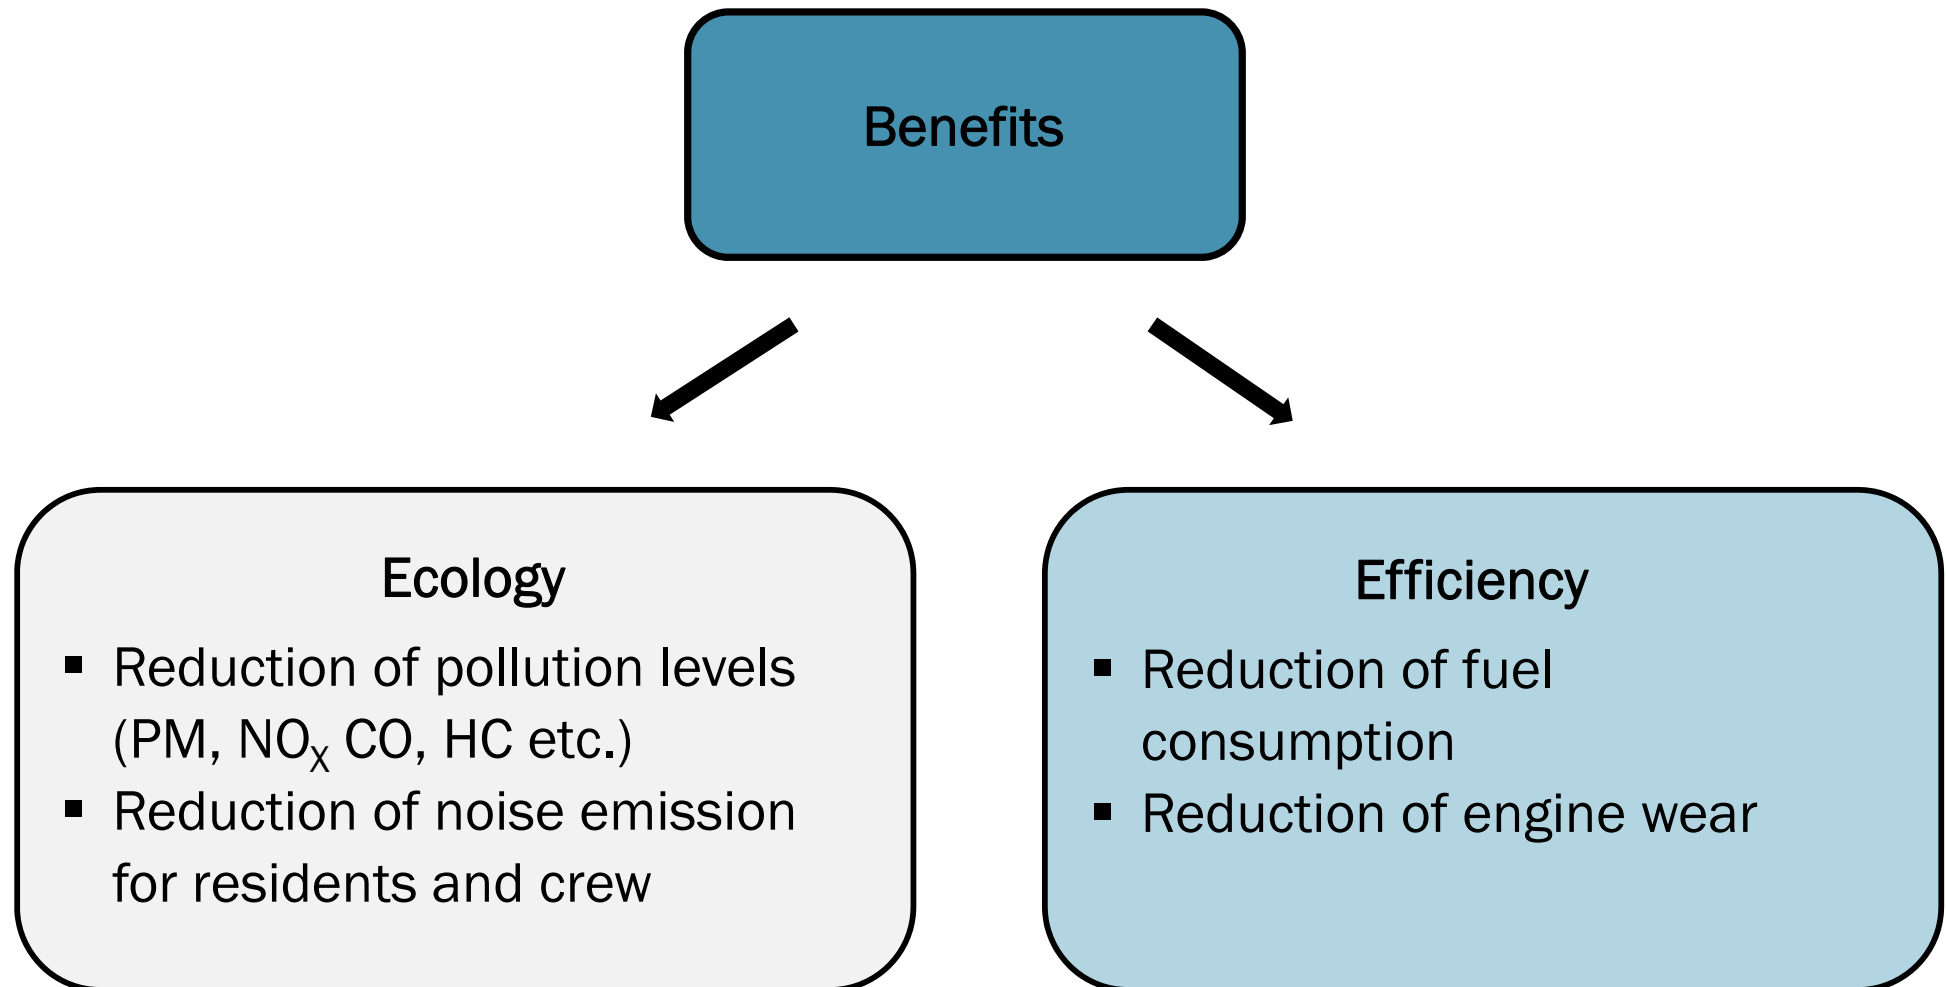 Benefits
Ecology
▪ Reduction of pollution levels
(PM, NOₓ CO, HC etc.)
▪ Reduction of noise emission
for residents and crew
Efficiency
▪ Reduction of fuel
consumption
▪ Reduction of engine wear